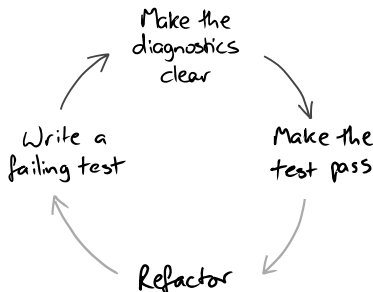 Make the
diagnostics
clear
Write a
failing test
Make the
test pass
Refactor